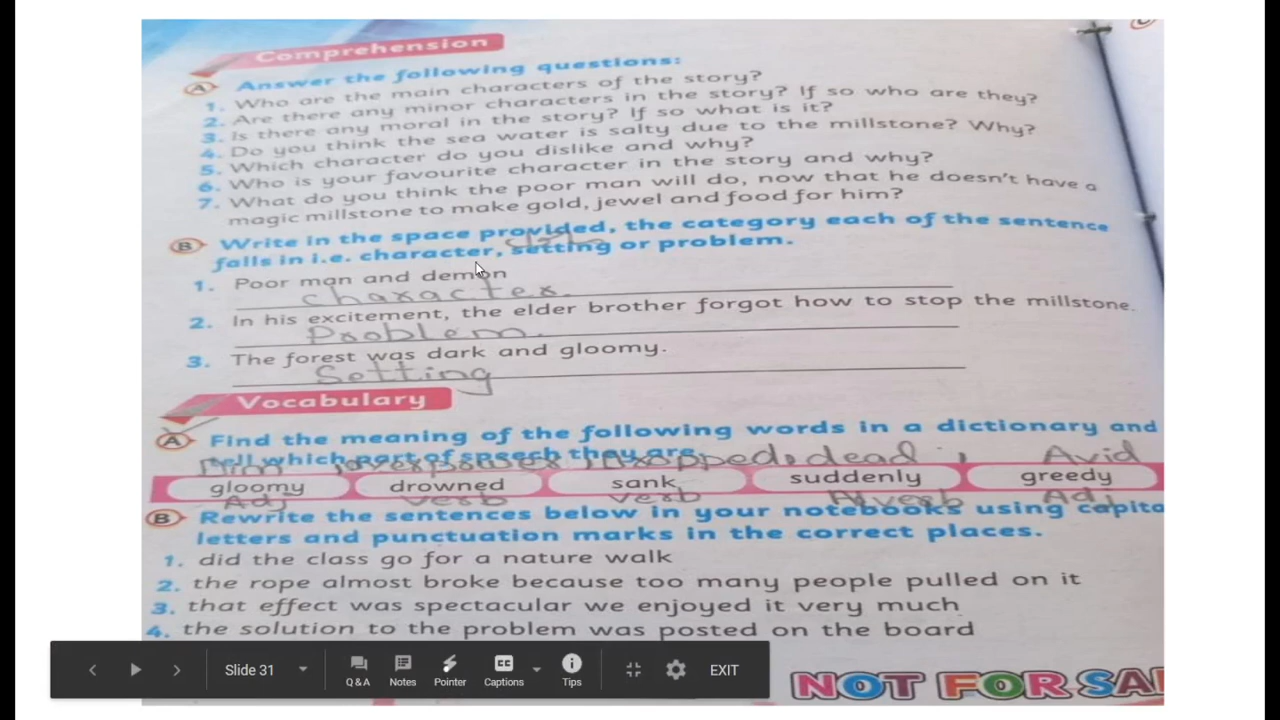 Comprehension
A Answer the following questions:
1. Who are the main characters of the story?
2. Are there any minor characters in the story? If so who are they?
3. Is there any moral in the story? If so what is it?
4. Do you think the sea water is salty due to the millstone? Why?
5. Which character do you dislike and why?
6. Who is your favourite character in the story and why?
7. What do you think the poor man will do, now that he doesn't have a
magic millstone to make gold, jewel and food for him?
B Write in the space provided, the category each of the sentence
falls in i.e. character, setting or problem.
1. Poor man and demon
Character.
2. In his excitement, the elder brother forgot how to stop the millstone.
Problem.
3. The forest was dark and gloomy.
Setting
Vocabulary
A Find the meaning of the following words in a dictionary and
tell which part of speech they are.
overpower, dropped, dead, Avid
gloomy drowned sank suddenly greedy
Adj verb verb Adverb Adj
B Rewrite the sentences below in your notebooks using capita
letters and punctuation marks in the correct places.
1. did the class go for a nature walk
2. the rope almost broke because too many people pulled on it
3. that effect was spectacular we enjoyed it very much
4. the solution to the problem was posted on the board
Slide 31
Q&A Notes Pointer CC Captions Tips EXIT
NOT FOR SAL